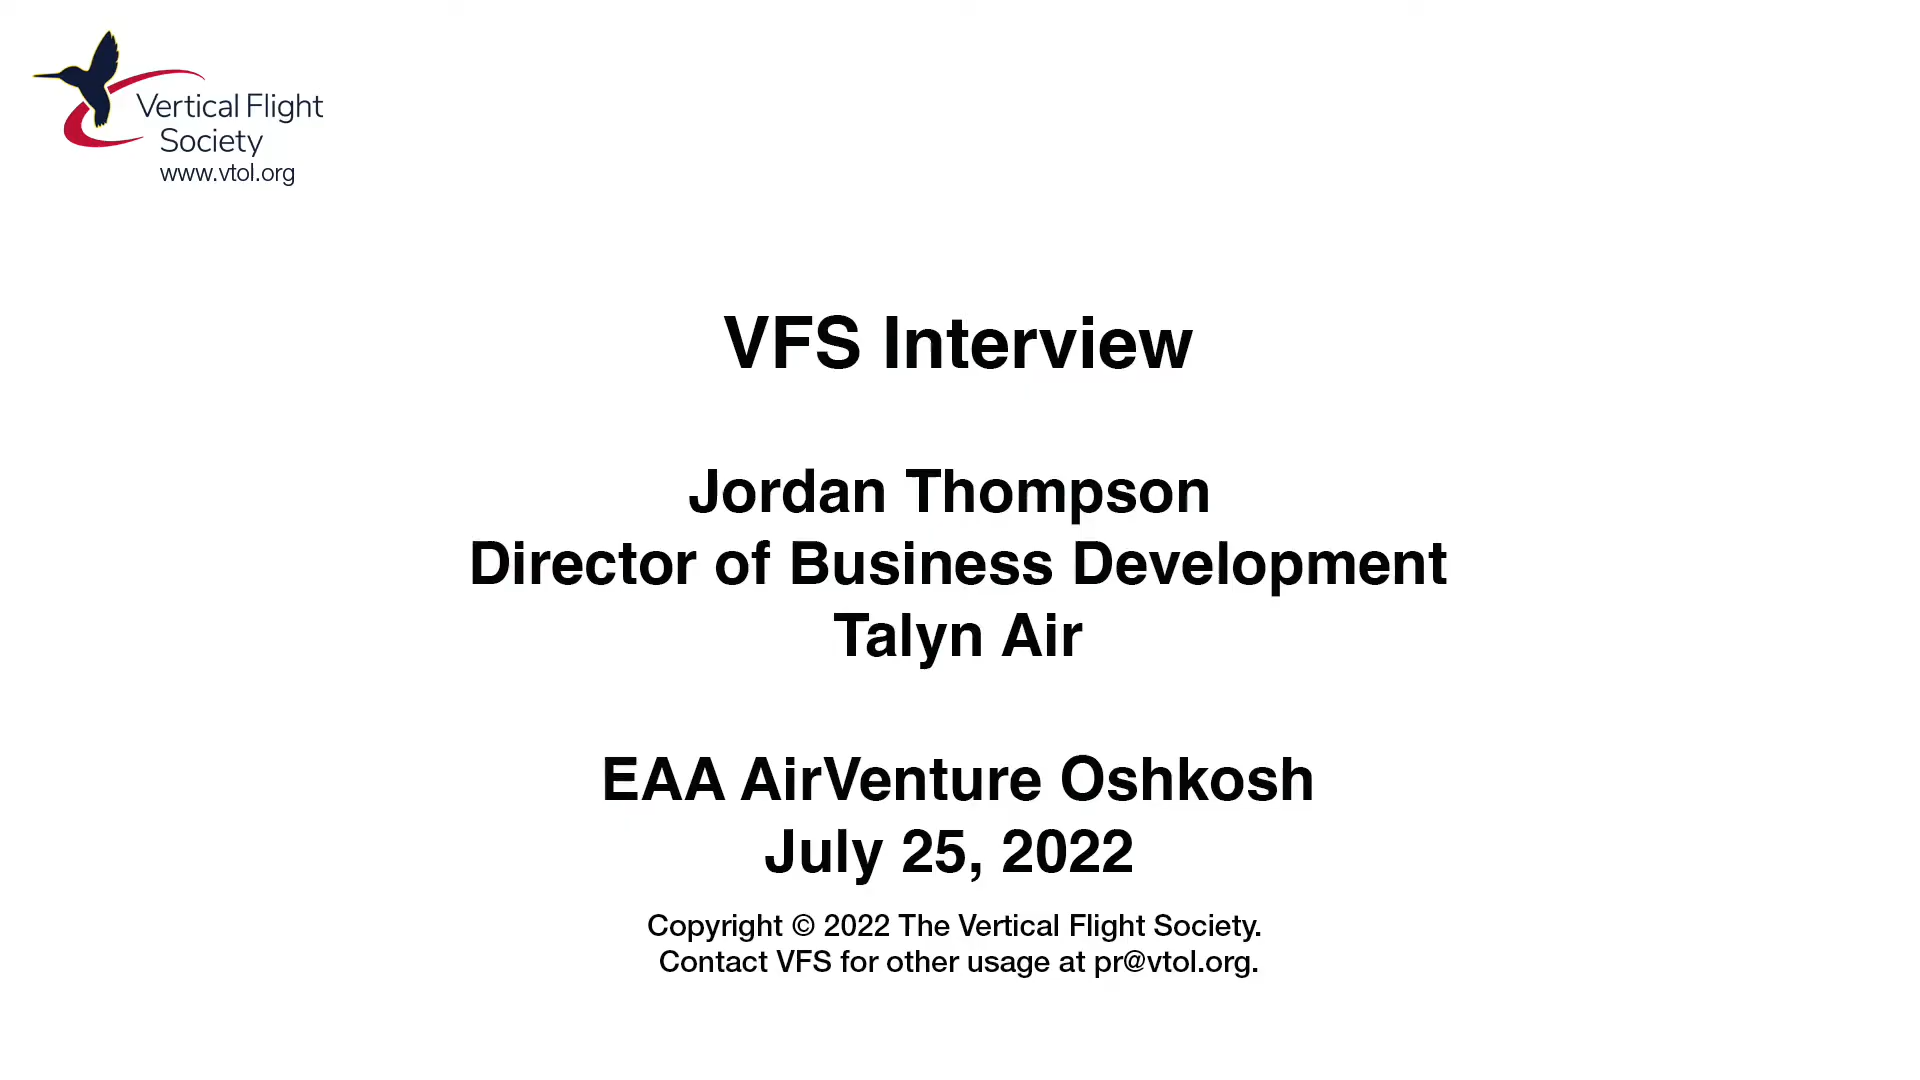 Vertical Flight
Society
www.vtol.org
VFS Interview
Jordan Thompson
Director of Business Development
Talyn Air
EAA AirVenture Oshkosh
July 25, 2022
Copyright © 2022 The Vertical Flight Society.
Contact VFS for other usage at pr@vtol.org.